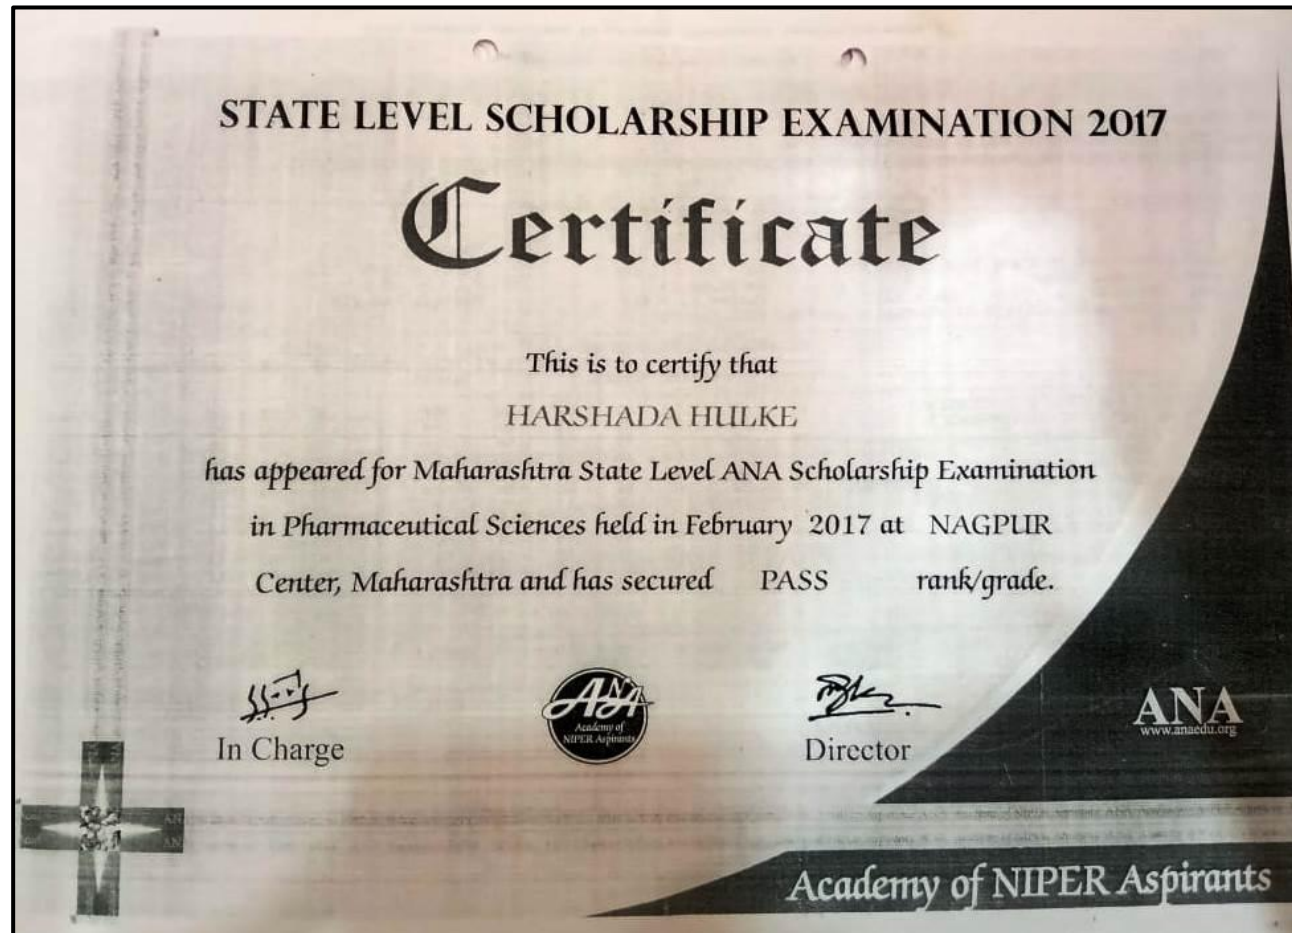 STATE LEVEL SCHOLARSHIP EXAMINATION 2017
Certificate
This is to certify that
HARSHADA HULKE
has appeared for Maharashtra State Level ANA Scholarship Examination
in Pharmaceutical Sciences held in February 2017 at NAGPUR
Center, Maharashtra and has secured PASS rank/grade.
In Charge
ANA
Academy of
NIPER Aspirants
Director
ANA
www.anaedu.org
Academy of NIPER Aspirants